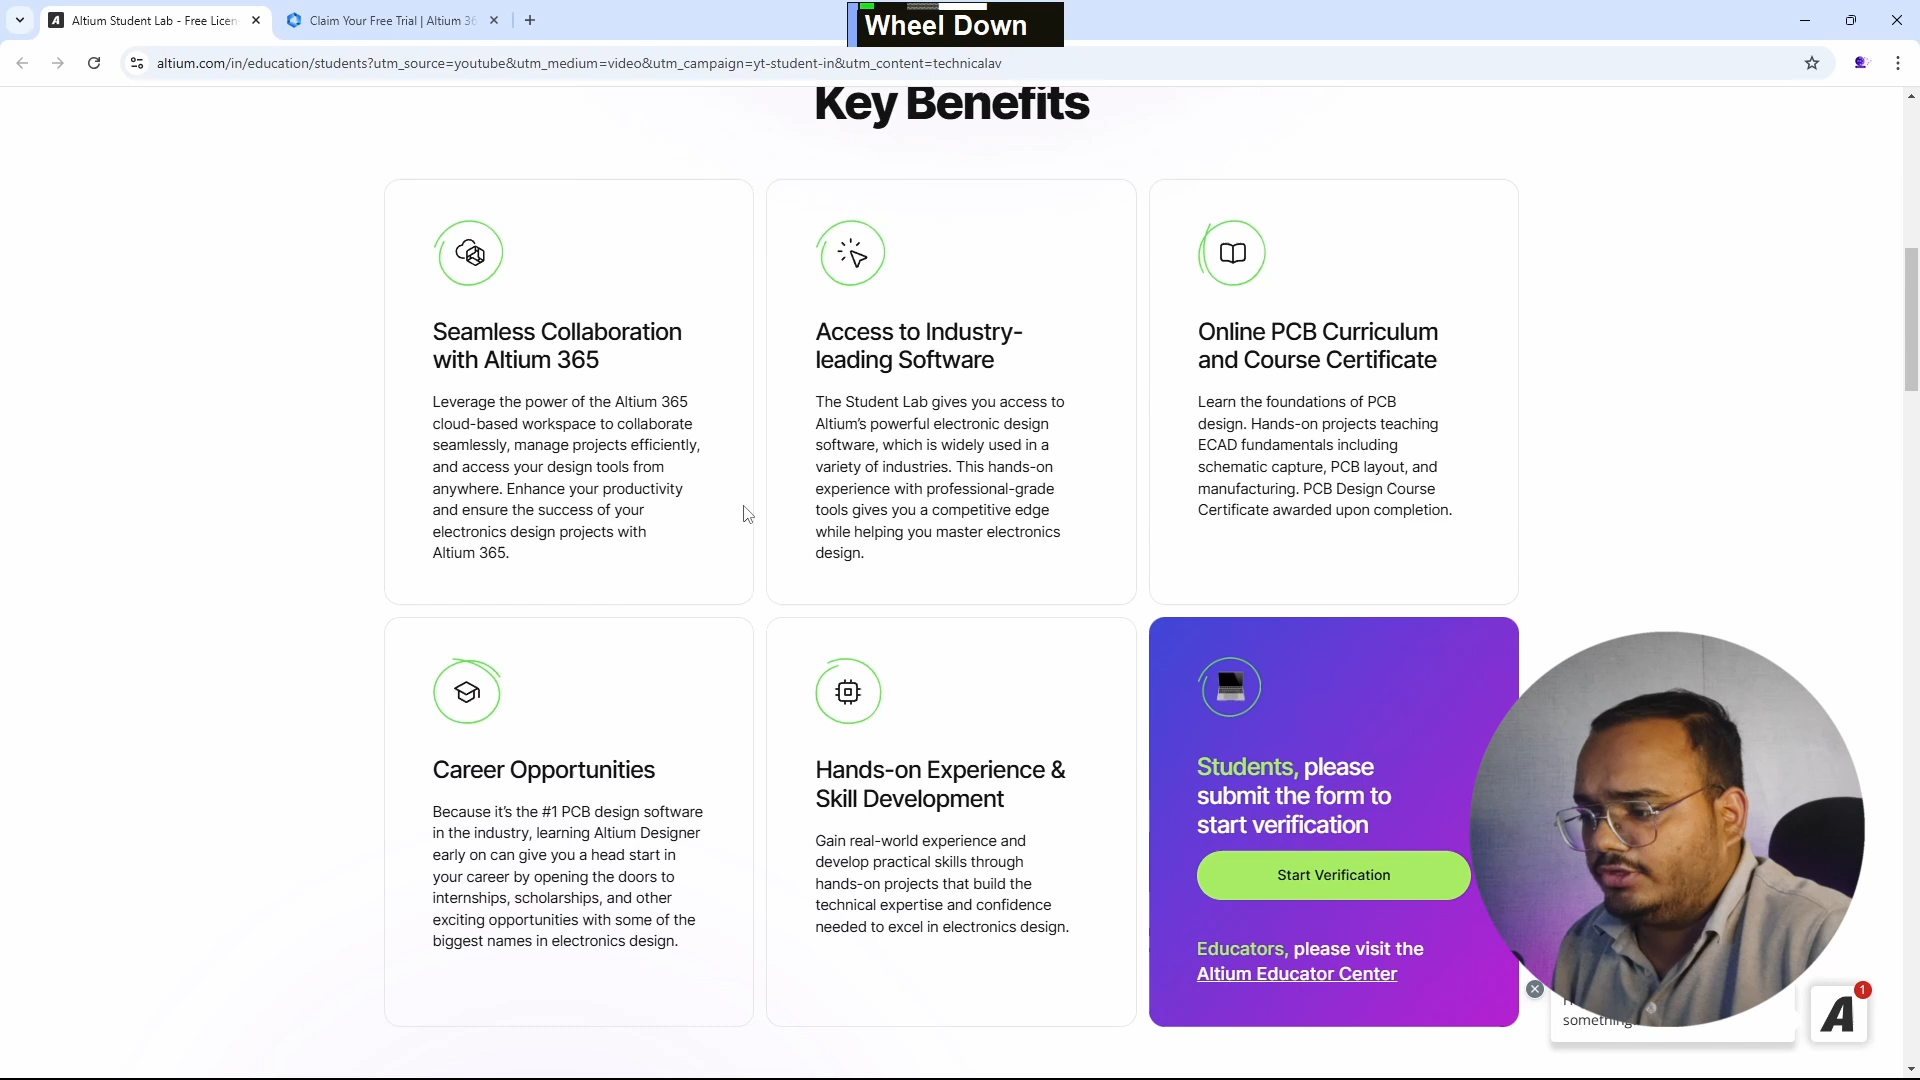 Altium Student Lab - Free Licen
Claim Your Free Trial | Altium 36
Wheel Down
altium.com/in/education/students?utm_source=youtube&utm_medium=video&utm_campaign=yt-student-in&utm_content=technicalav
Key Benefits
Seamless Collaboration
with Altium 365
Leverage the power of the Altium 365
cloud-based workspace to collaborate
seamlessly, manage projects efficiently,
and access your design tools from
anywhere. Enhance your productivity
and ensure the success of your
electronics design projects with
Altium 365.
Access to Industry-
leading Software
The Student Lab gives you access to
Altium's powerful electronic design
software, which is widely used in a
variety of industries. This hands-on
experience with professional-grade
tools gives you a competitive edge
while helping you master electronics
design.
Online PCB Curriculum
and Course Certificate
Learn the foundations of PCB
design. Hands-on projects teaching
ECAD fundamentals including
schematic capture, PCB layout, and
manufacturing. PCB Design Course
Certificate awarded upon completion.
Career Opportunities
Because it's the #1 PCB design software
in the industry, learning Altium Designer
early on can give you a head start in
your career by opening the doors to
internships, scholarships, and other
exciting opportunities with some of the
biggest names in electronics design.
Hands-on Experience &
Skill Development
Gain real-world experience and
develop practical skills through
hands-on projects that build the
technical expertise and confidence
needed to excel in electronics design.
Students, please
submit the form to
start verification
Start Verification
Educators, please visit the
Altium Educator Center
something
A
1